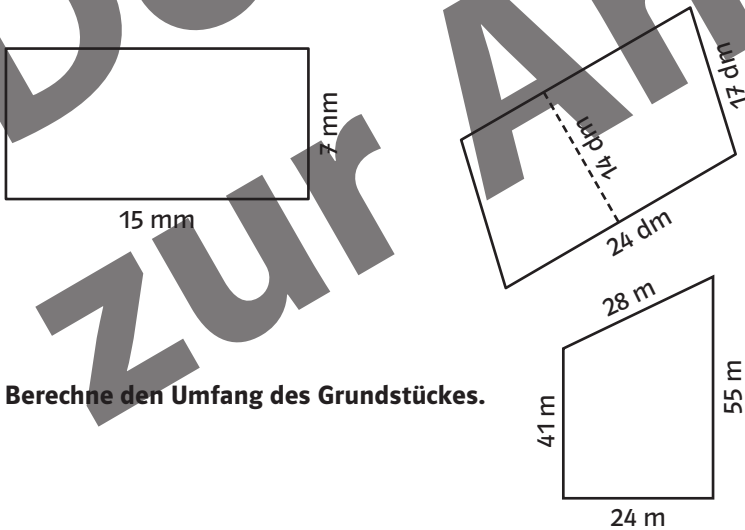 7 mm
15 mm
17 dm
14 dm
24 dm
zur
Berechne den Umfang des Grundstückes.
28 m
41 m
55 m
24 m